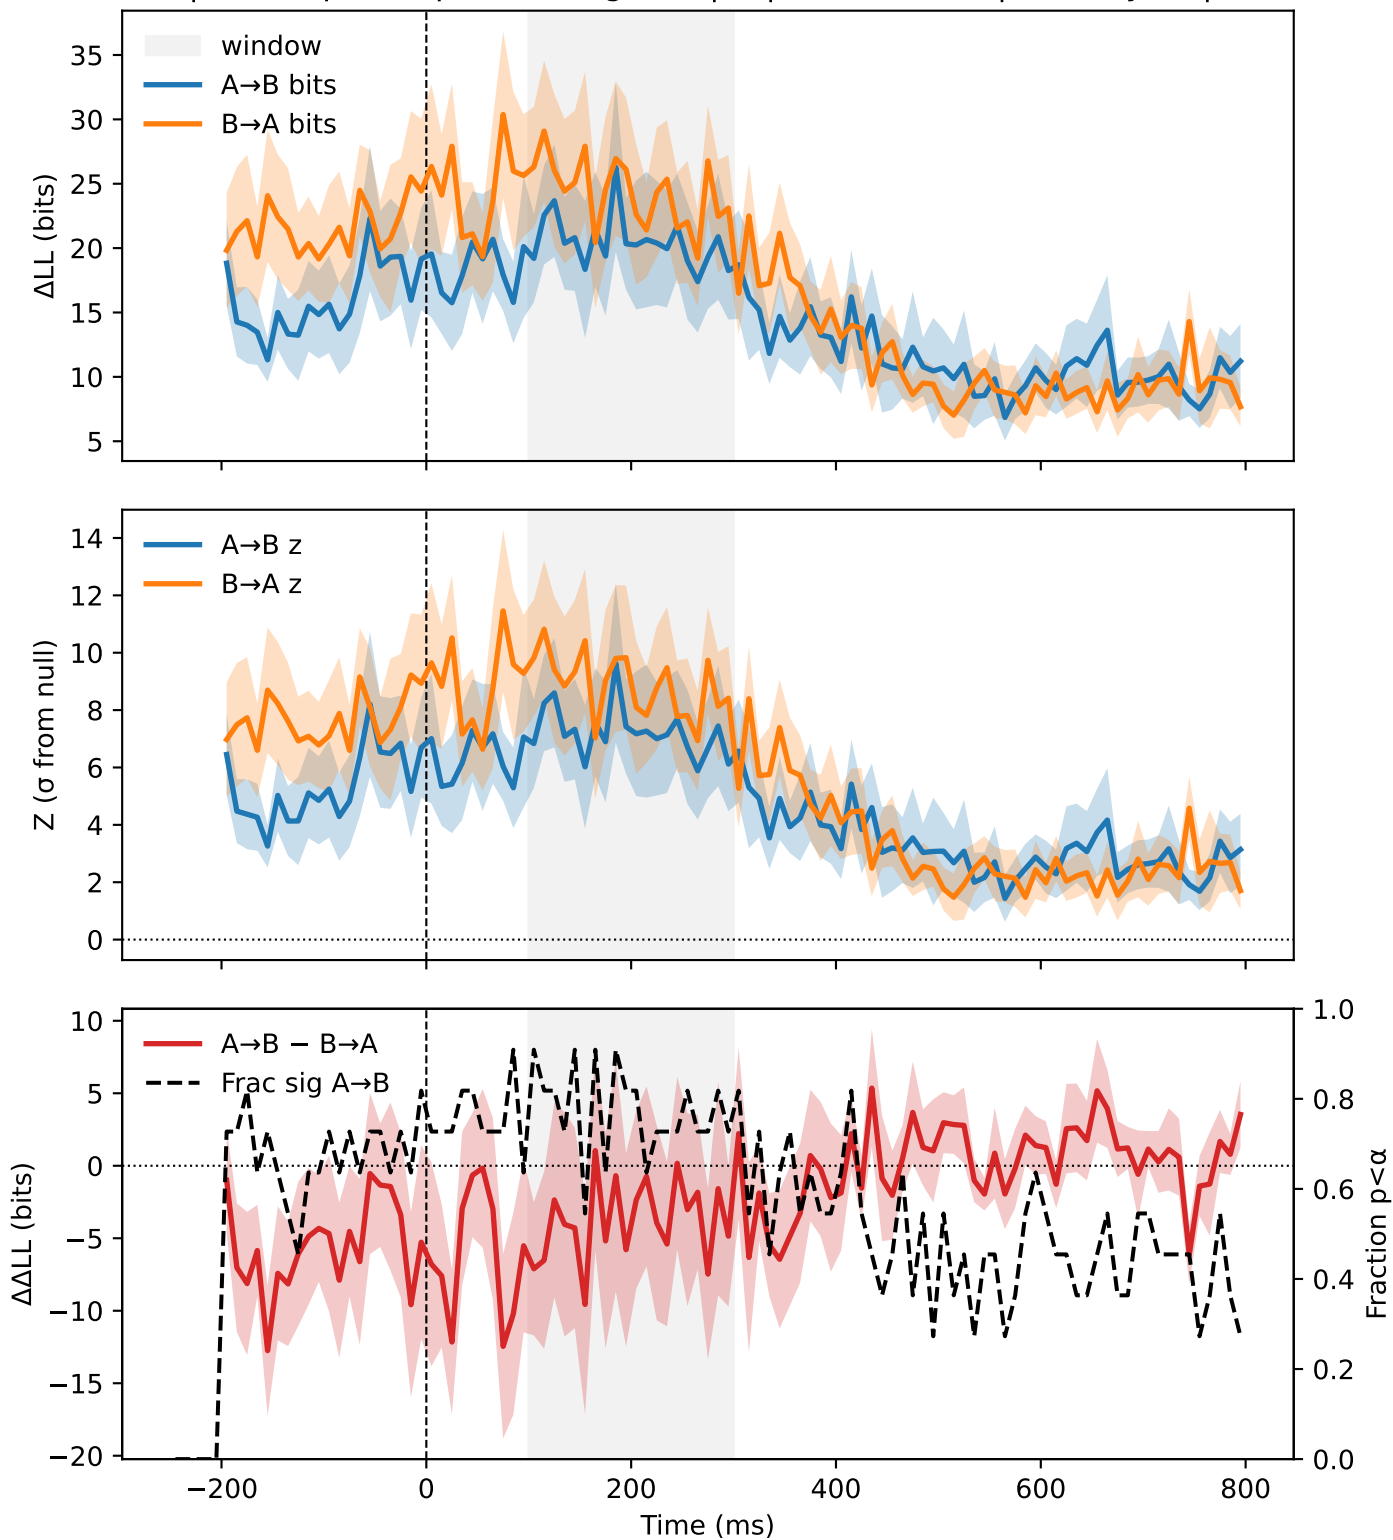 35
30
25
20
15
10
5
ΔLL (bits)
window
A→B bits
B→A bits
14
12
10
8
6
4
2
0
Z (σ from null)
A→B z
B→A z
10
5
0
−5
−10
−15
−20
ΔΔLL (bits)
A→B − B→A
Frac sig A→B
1.0
0.8
0.6
0.4
0.2
0.0
Fraction p<α
−200
0
200
400
600
800
Time (ms)